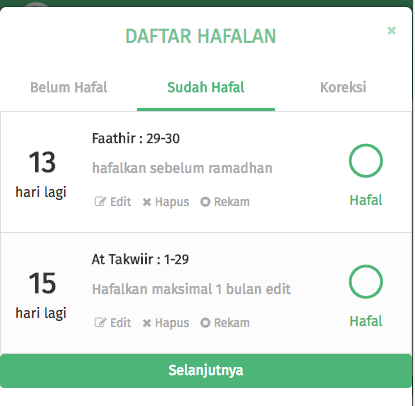 DAFTAR HAFALAN
×
Belum Hafal
Sudah Hafal
Koreksi
13
hari lagi
Faathir : 29-30
hafalkan sebelum ramadhan
Edit
Hapus
Rekam
Hafal
15
hari lagi
At Takwiir : 1-29
Hafalkan maksimal 1 bulan edit
Edit
Hapus
Rekam
Hafal
Selanjutnya